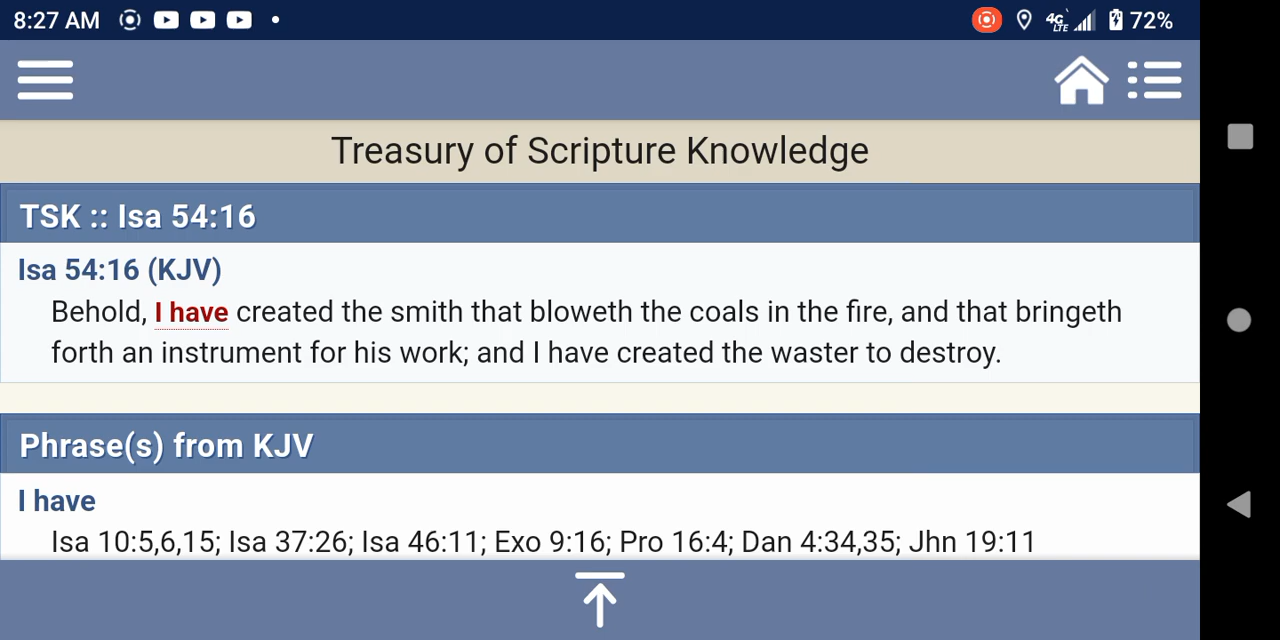 8:27 AM 4G LTE 72%
Treasury of Scripture Knowledge
TSK :: Isa 54:16
Isa 54:16 (KJV)
Behold, I have created the smith that bloweth the coals in the fire, and that bringeth
forth an instrument for his work; and I have created the waster to destroy.
Phrase(s) from KJV
I have
Isa 10:5,6,15; Isa 37:26; Isa 46:11; Exo 9:16; Pro 16:4; Dan 4:34,35; Jhn 19:11